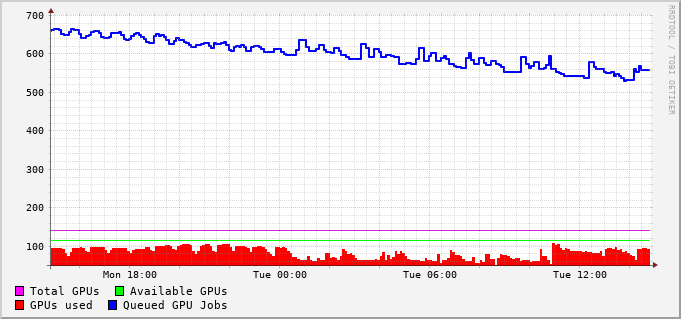 700
600
500
400
300
200
100
Mon 18:00 Tue 00:00 Tue 06:00 Tue 12:00
Total GPUs Available GPUs
GPUs used Queued GPU Jobs
RRDTOOL / TOBI OETIKER